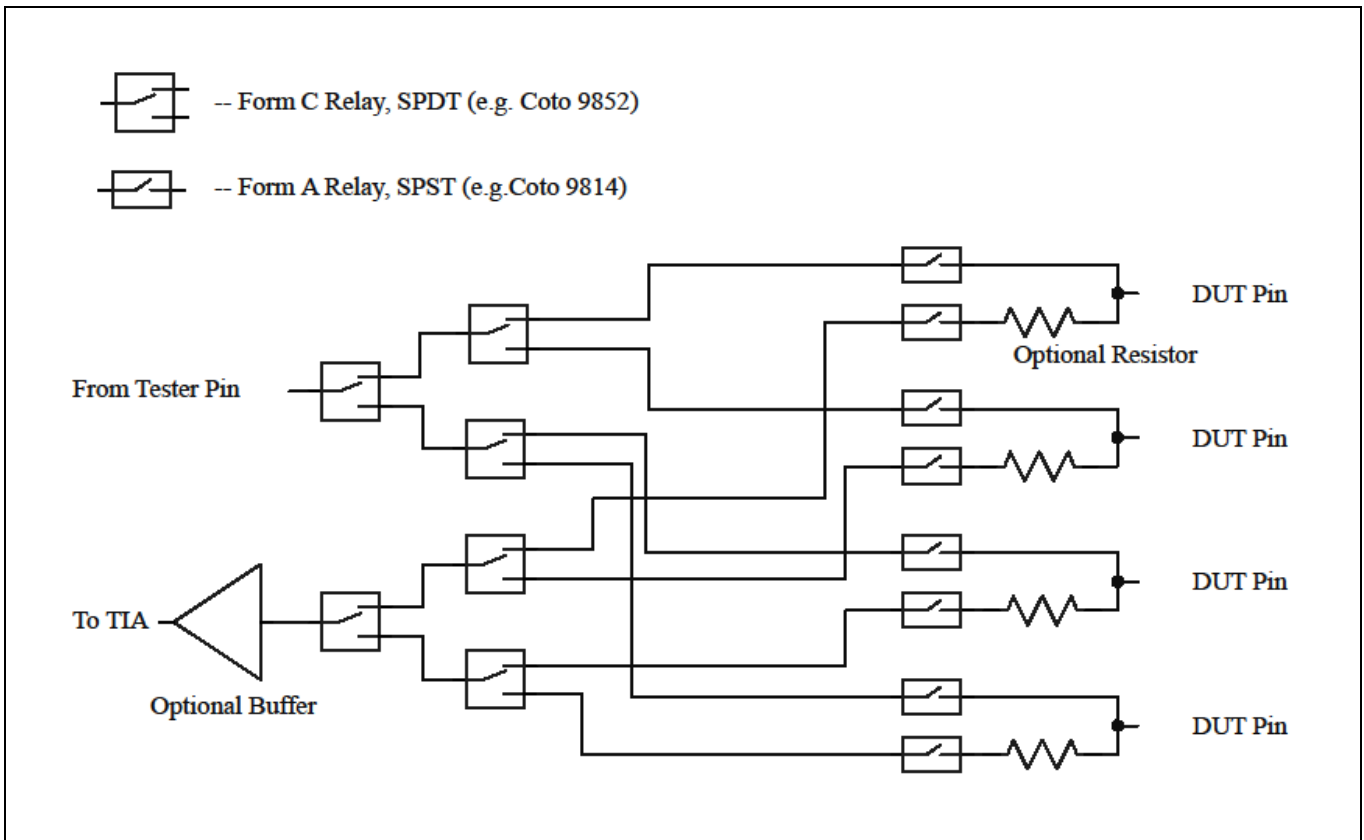 -- Form C Relay, SPDT (e.g. Coto 9852)
-- Form A Relay, SPST (e.g.Coto 9814)
DUT Pin
Optional Resistor
From Tester Pin
DUT Pin
DUT Pin
To TIA
Optional Buffer
DUT Pin